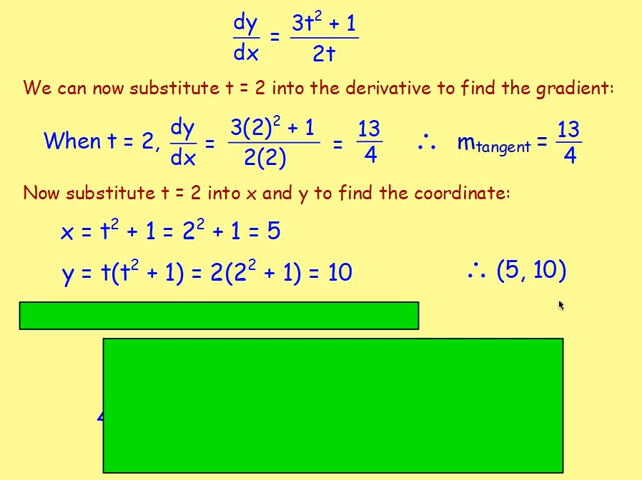 dy/dx = 3t² + 1/2t
We can now substitute t = 2 into the derivative to find the gradient:
When t = 2, dy/dx = 3(2)² + 1/2(2) = 13/4 ∴ m_tangent = 13/4
Now substitute t = 2 into x and y to find the coordinate:
x = t² + 1 = 2² + 1 = 5
y = t(t² + 1) = 2(2² + 1) = 10 ∴ (5, 10)